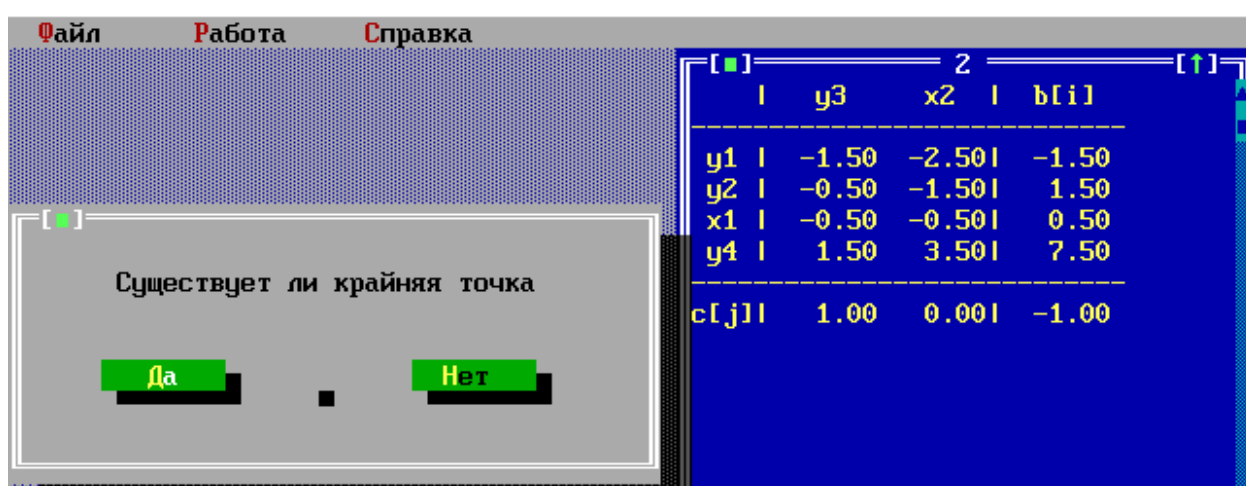 Файл Работа Справка
[■] 2 [↑]
| y3 x2 | b[i]
------------------------------
y1 | -1.50 -2.50| -1.50
y2 | -0.50 -1.50| 1.50
x1 | -0.50 -0.50| 0.50
y4 | 1.50 3.50| 7.50
------------------------------
c[j]| 1.00 0.00| -1.00
[■]
Существует ли крайняя точка
Да Нет